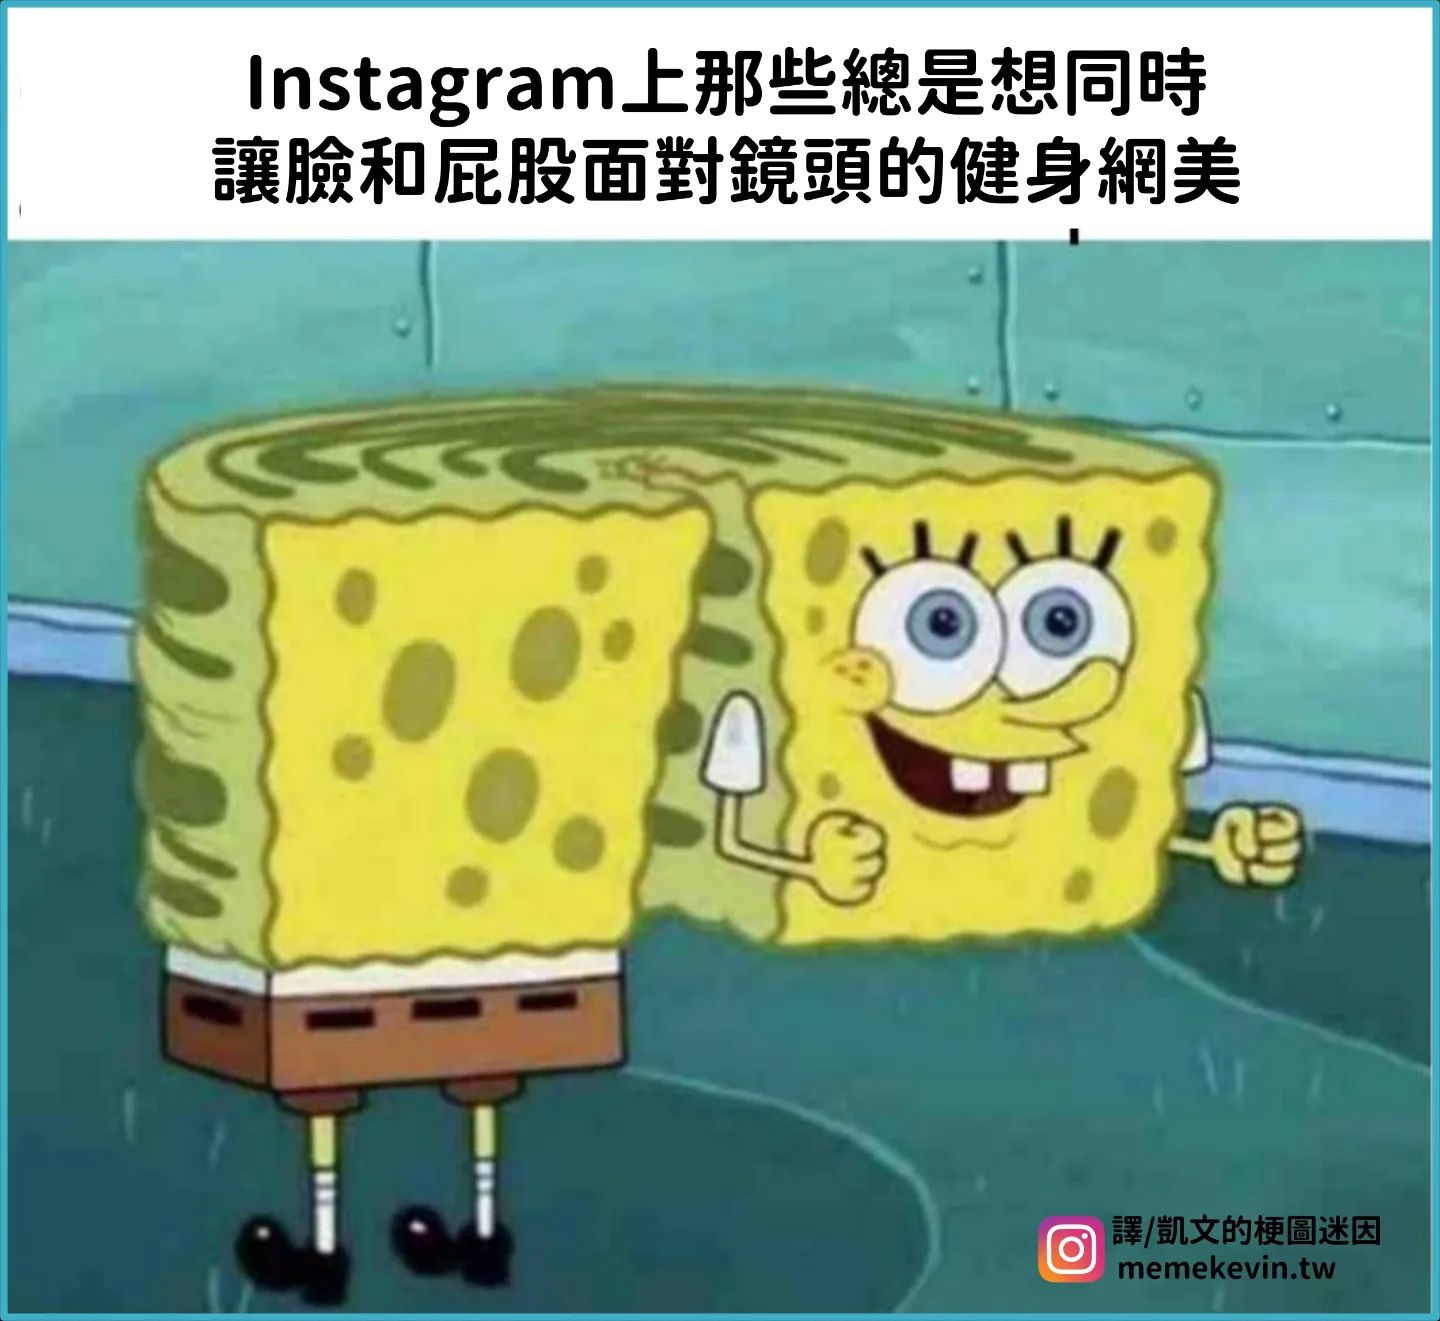 Instagram上那些總是想同時
讓臉和屁股面對鏡頭的健身網美
譯/凱文的梗圖迷因
memekevin.tw